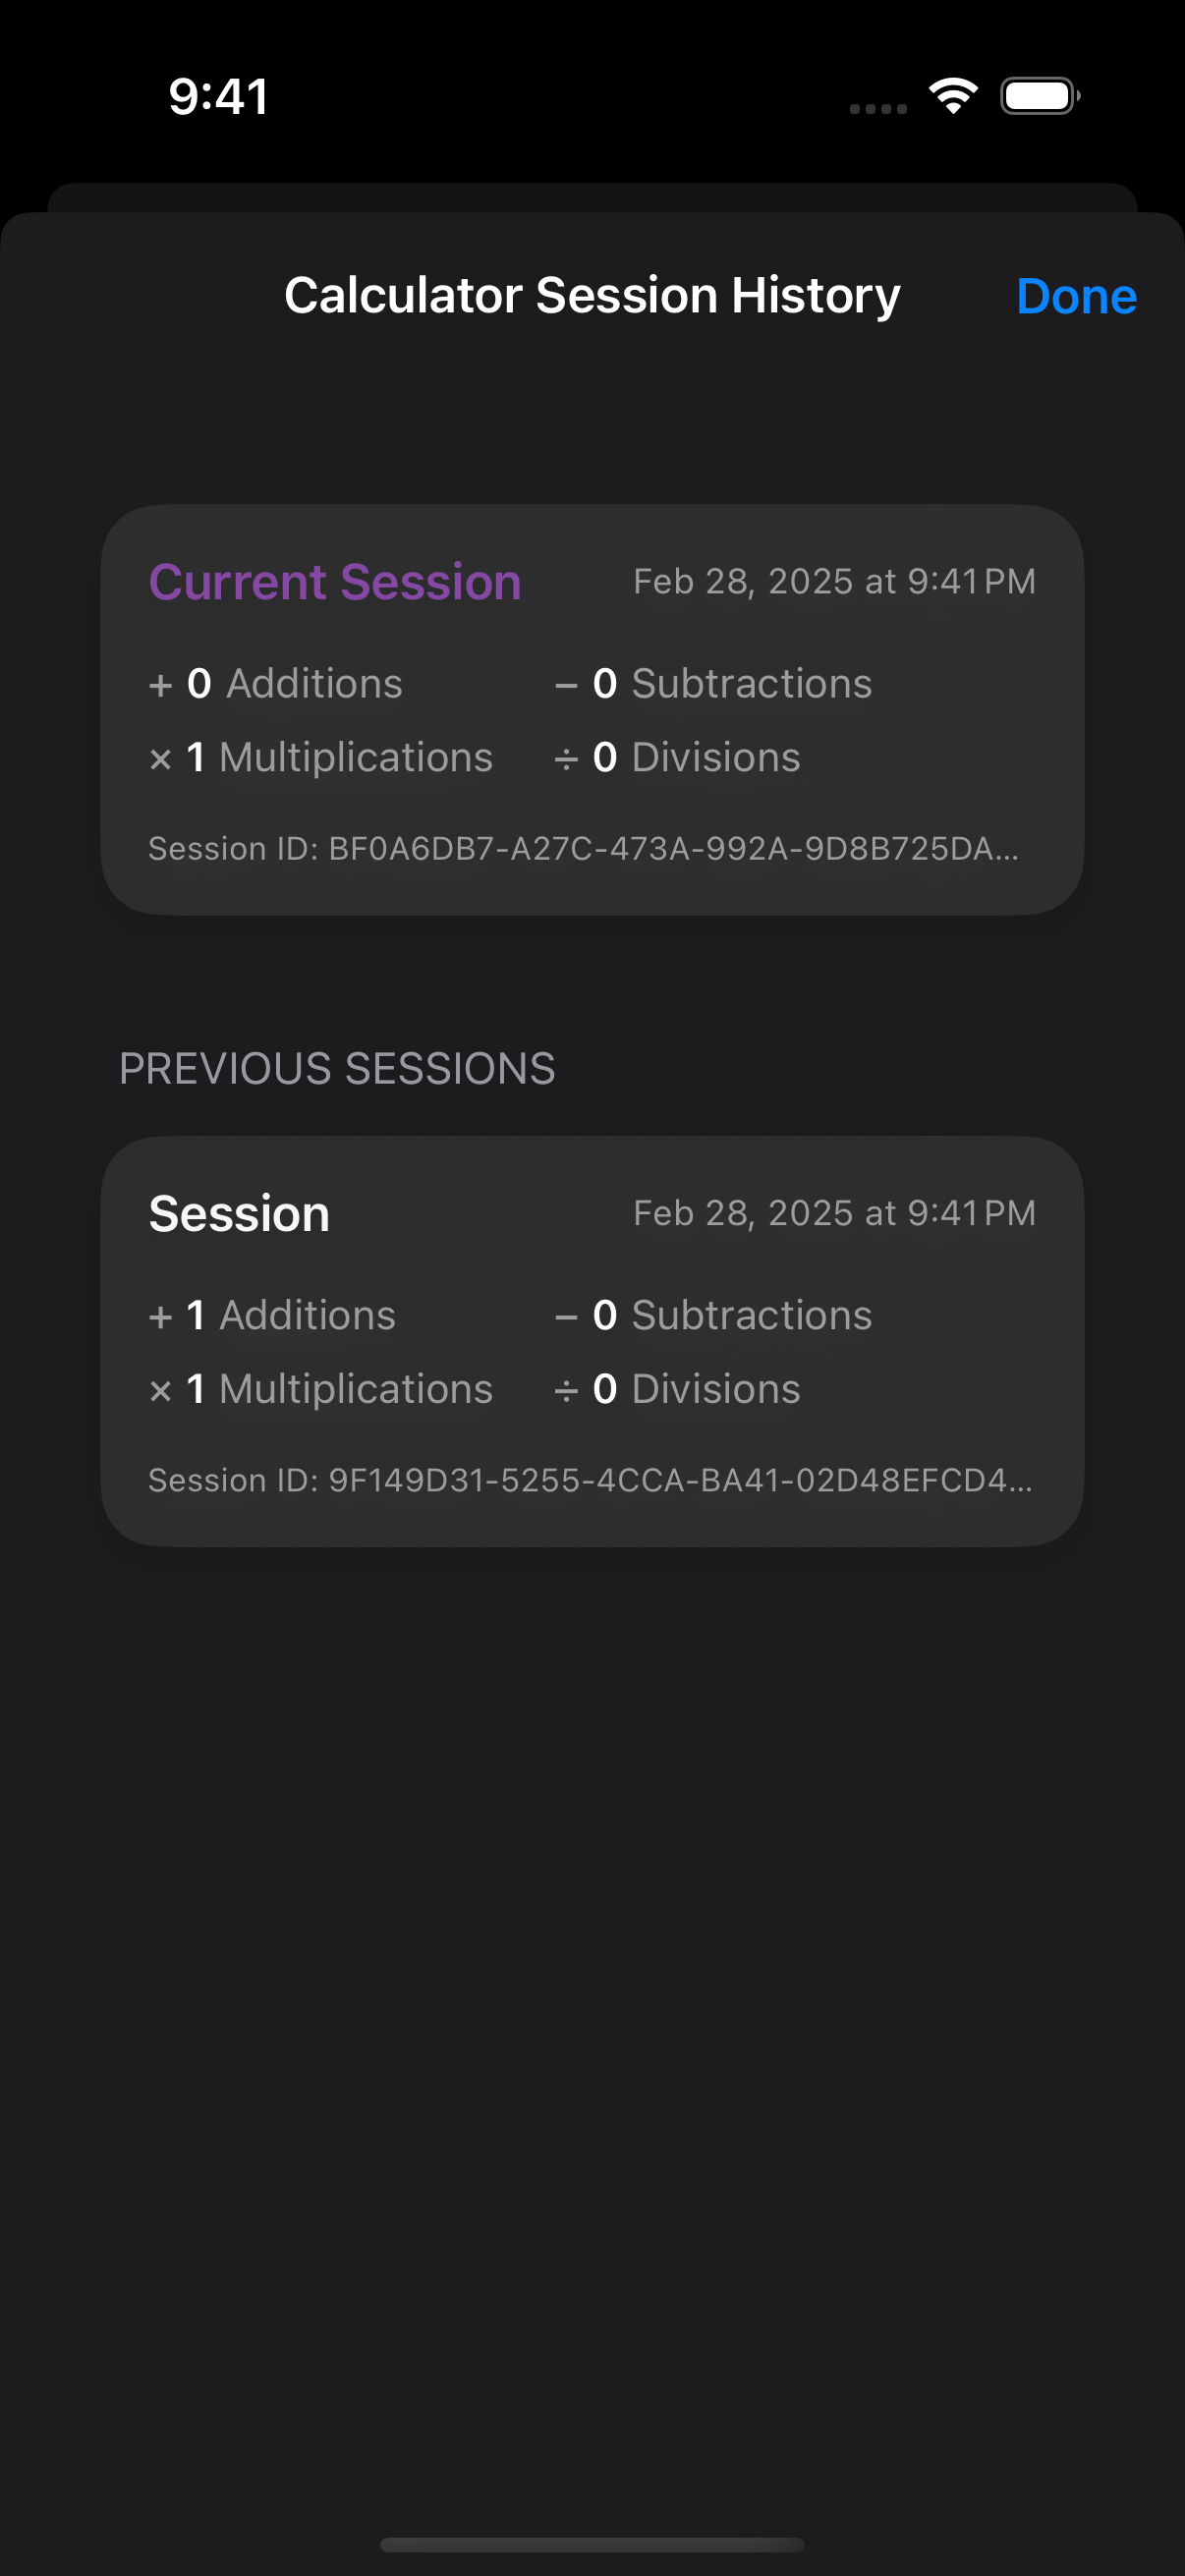 9:41
Calculator Session History
Done
Current Session
Feb 28, 2025 at 9:41 PM
+ 0 Additions
− 0 Subtractions
× 1 Multiplications
÷ 0 Divisions
Session ID: BF0A6DB7-A27C-473A-992A-9D8B725DA...
PREVIOUS SESSIONS
Session
Feb 28, 2025 at 9:41 PM
+ 1 Additions
− 0 Subtractions
× 1 Multiplications
÷ 0 Divisions
Session ID: 9F149D31-5255-4CCA-BA41-02D48EFCD4...